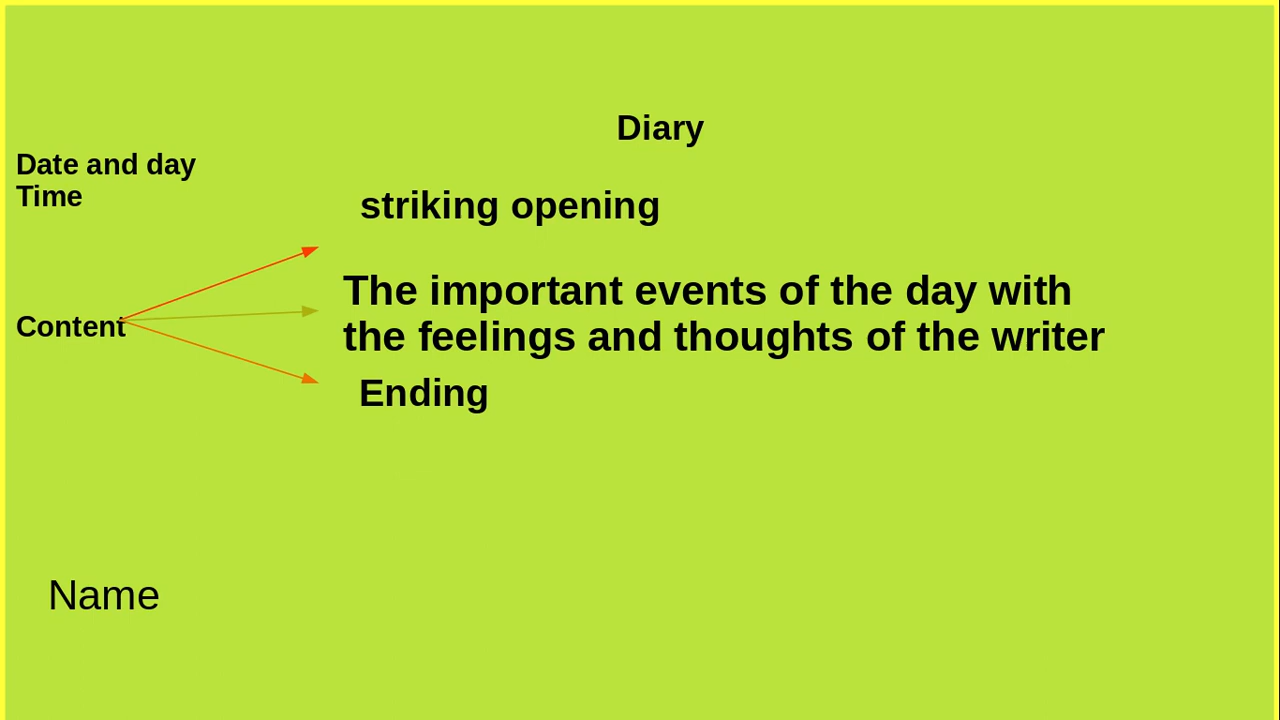 Diary
Date and day
Time
striking opening
Content
The important events of the day with
the feelings and thoughts of the writer
Ending
Name